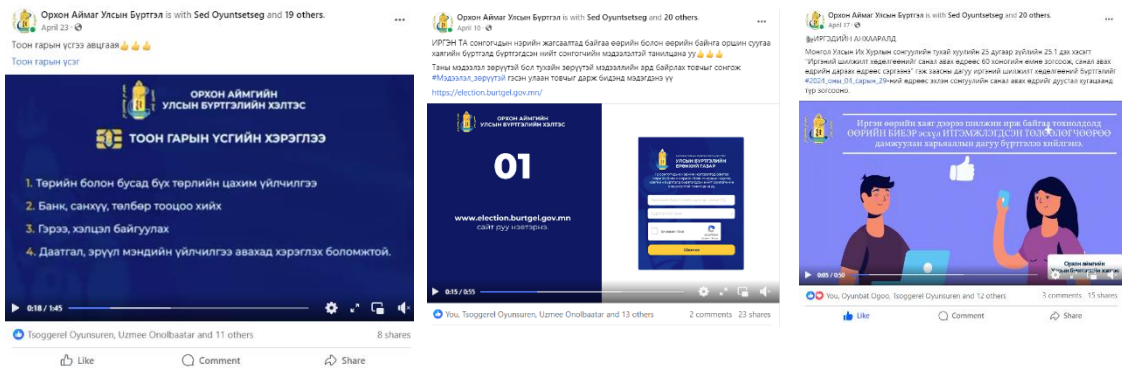 Орхон Аймаг Улсын Бүртгэл is with Sed Oyuntsetseg and 19 others.
April 23
Тоон гарын үсгээ авцгаая👍👍👍
Тоон гарын үсэг
ОРХОН АЙМГИЙН
УЛСЫН БҮРТГЭЛИЙН ХЭЛТЭС
ТООН ГАРЫН ҮСГИЙН ХЭРЭГЛЭЭ
1. Төрийн болон бусад бүх төрлийн цахим үйлчилгээ
2. Банк, санхүү, төлбөр тооцоо хийх
3. Гэрээ, хэлцэл байгуулах
4. Даатгал, эрүүл мэндийн үйлчилгээ авахад хэрэглэх боломжтой.
0:18 / 1:45
Tsoggerel Oyunsuren, Uzmee Onolbaatar and 11 others
8 shares
Like
Comment
Share
Орхон Аймаг Улсын Бүртгэл is with Sed Oyuntsetseg and 20 others.
April 10
ИРГЭН ТА сонгогчдын нэрийн жагсаалтад байгаа өөрийн болон өөрийн байнга оршин суугаа
хаягийн бүртгэлд бүртгэгдсэн нийт сонгогчийн мэдээлэлтэй танилцана уу👍👍👍
Таны мэдээлэл зөрүүтэй бол тухайн зөрүүтэй мэдээллийн ард байрлах товчыг сонгож
#Мэдээлэл_зөрүүтэй гэсэн улаан товчыг дарж бидэнд мэдэгдэнэ үү
https://election.burtgel.gov.mn/
ОРХОН АЙМГИЙН
УЛСЫН БҮРТГЭЛИЙН ХЭЛТЭС
01
www.election.burtgel.gov.mn
сайт руу нэвтэрнэ.
УЛСЫН БҮРТГЭЛИЙН
ЕРӨНХИЙ ГАЗАР
0:15 / 0:55
You, Tsoggerel Oyunsuren, Uzmee Onolbaatar and 13 others
2 comments 23 shares
Орхон Аймаг Улсын Бүртгэл is with Sed Oyuntsetseg and 20 others.
April 17
ИРГЭДИЙН АНХААРАЛД
Монгол Улсын Их Хурлын сонгуулийн тухай хуулийн 25 дугаар зүйлийн 25.1 дэх хэсэгт
"Иргэний шилжилт хөдөлгөөнийг санал авах өдрөөс 60 хоногийн өмнө зогсоож, санал авах
өдрийн дараах өдрөөс сэргээнэ" гэж заасны дагуу иргэний шилжилт хөдөлгөөний бүртгэлийг
#2024_оны_04_сарын_29-ний өдрөөс эхлэн сонгуулийн санал авах өдрийг дуустал хугацаанд
түр зогсооно.
Иргэн өөрийн хаяг дээрээ шилжин ирж байгаа тохиолдолд
ӨӨРИЙН БИЕЭР эсхүл ИТГЭМЖЛЭГДСЭН ТӨЛӨӨЛӨГЧӨӨРӨӨ
дамжуулан харьяаллын дагуу бүртгэлээ хийлгэнэ.
Орхон аймгийн
Улсын бүртгэлийн хэлтэс
0:05 / 0:50
You, Oyunbat Ogoo, Tsoggerel Oyunsuren and 12 others
3 comments 15 shares
Like
Comment
Share